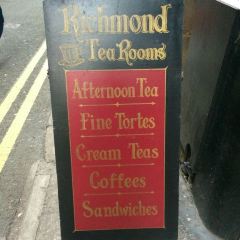 Richmond
Tea Rooms
Afternoon Tea
Fine Tortes
Cream Teas
Coffees
Sandwiches